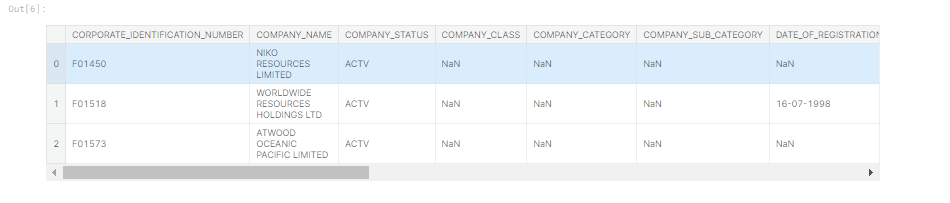 Out[6]:
CORPORATE_IDENTIFICATION_NUMBER COMPANY_NAME COMPANY_STATUS COMPANY_CLASS COMPANY_CATEGORY COMPANY_SUB_CATEGORY DATE_OF_REGISTRATION
0 F01450 NIKO RESOURCES LIMITED ACTV NaN NaN NaN NaN
1 F01518 WORLDWIDE RESOURCES HOLDINGS LTD ACTV NaN NaN NaN 16-07-1998
2 F01573 ATWOOD OCEANIC PACIFIC LIMITED ACTV NaN NaN NaN NaN